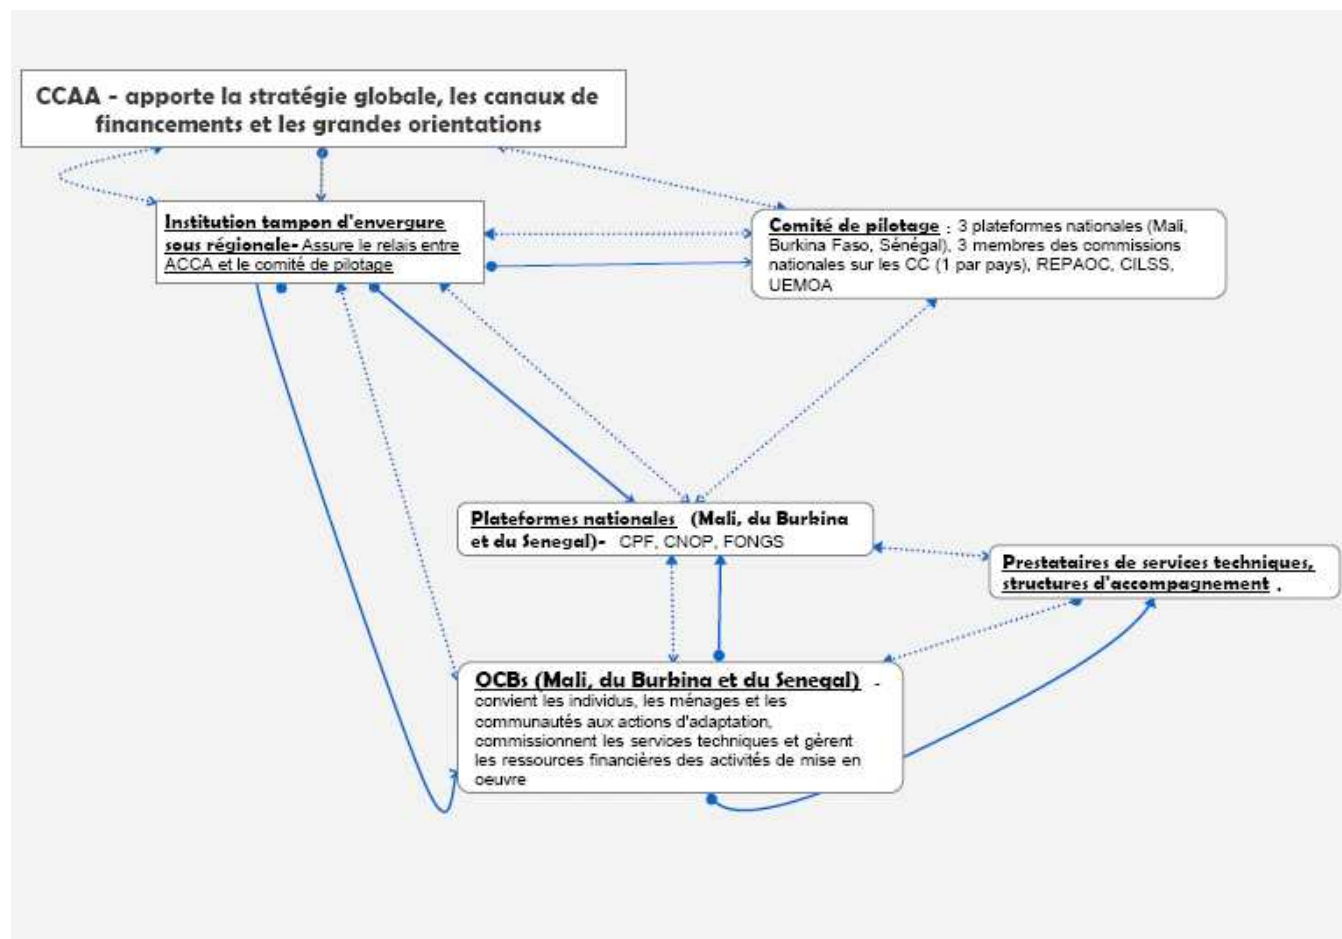 CCAA - apporte la stratégie globale, les canaux de
financements et les grandes orientations
Institution tampon d'envergure
sous régionale- Assure le relais entre
ACCA et le comité de pilotage
Comité de pilotage : 3 plateformes nationales (Mali,
Burkina Faso, Sénégal), 3 membres des commissions
nationales sur les CC (1 par pays), REPAOC, CILSS,
UEMOA
Plateformes nationales (Mali, du Burkina
et du Senegal)- CPF, CNOP, FONGS
Prestataires de services techniques,
structures d'accompagnement .
OCBs (Mali, du Burkina et du Senegal) -
convient les individus, les ménages et les
communautés aux actions d'adaptation,
commissionnent les services techniques et gèrent
les ressources financières des activités de mise en
oeuvre